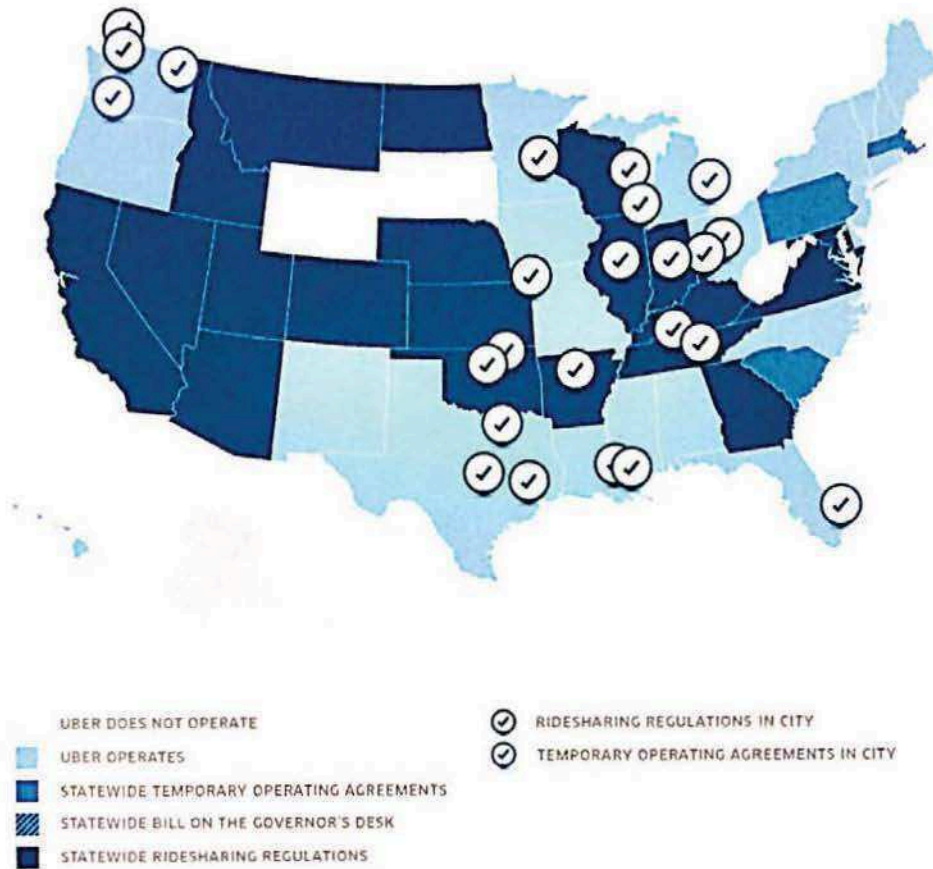 UBER DOES NOT OPERATE
UBER OPERATES
STATEWIDE TEMPORARY OPERATING AGREEMENTS
STATEWIDE BILL ON THE GOVERNOR'S DESK
STATEWIDE RIDESHARING REGULATIONS
RIDESHARING REGULATIONS IN CITY
TEMPORARY OPERATING AGREEMENTS IN CITY